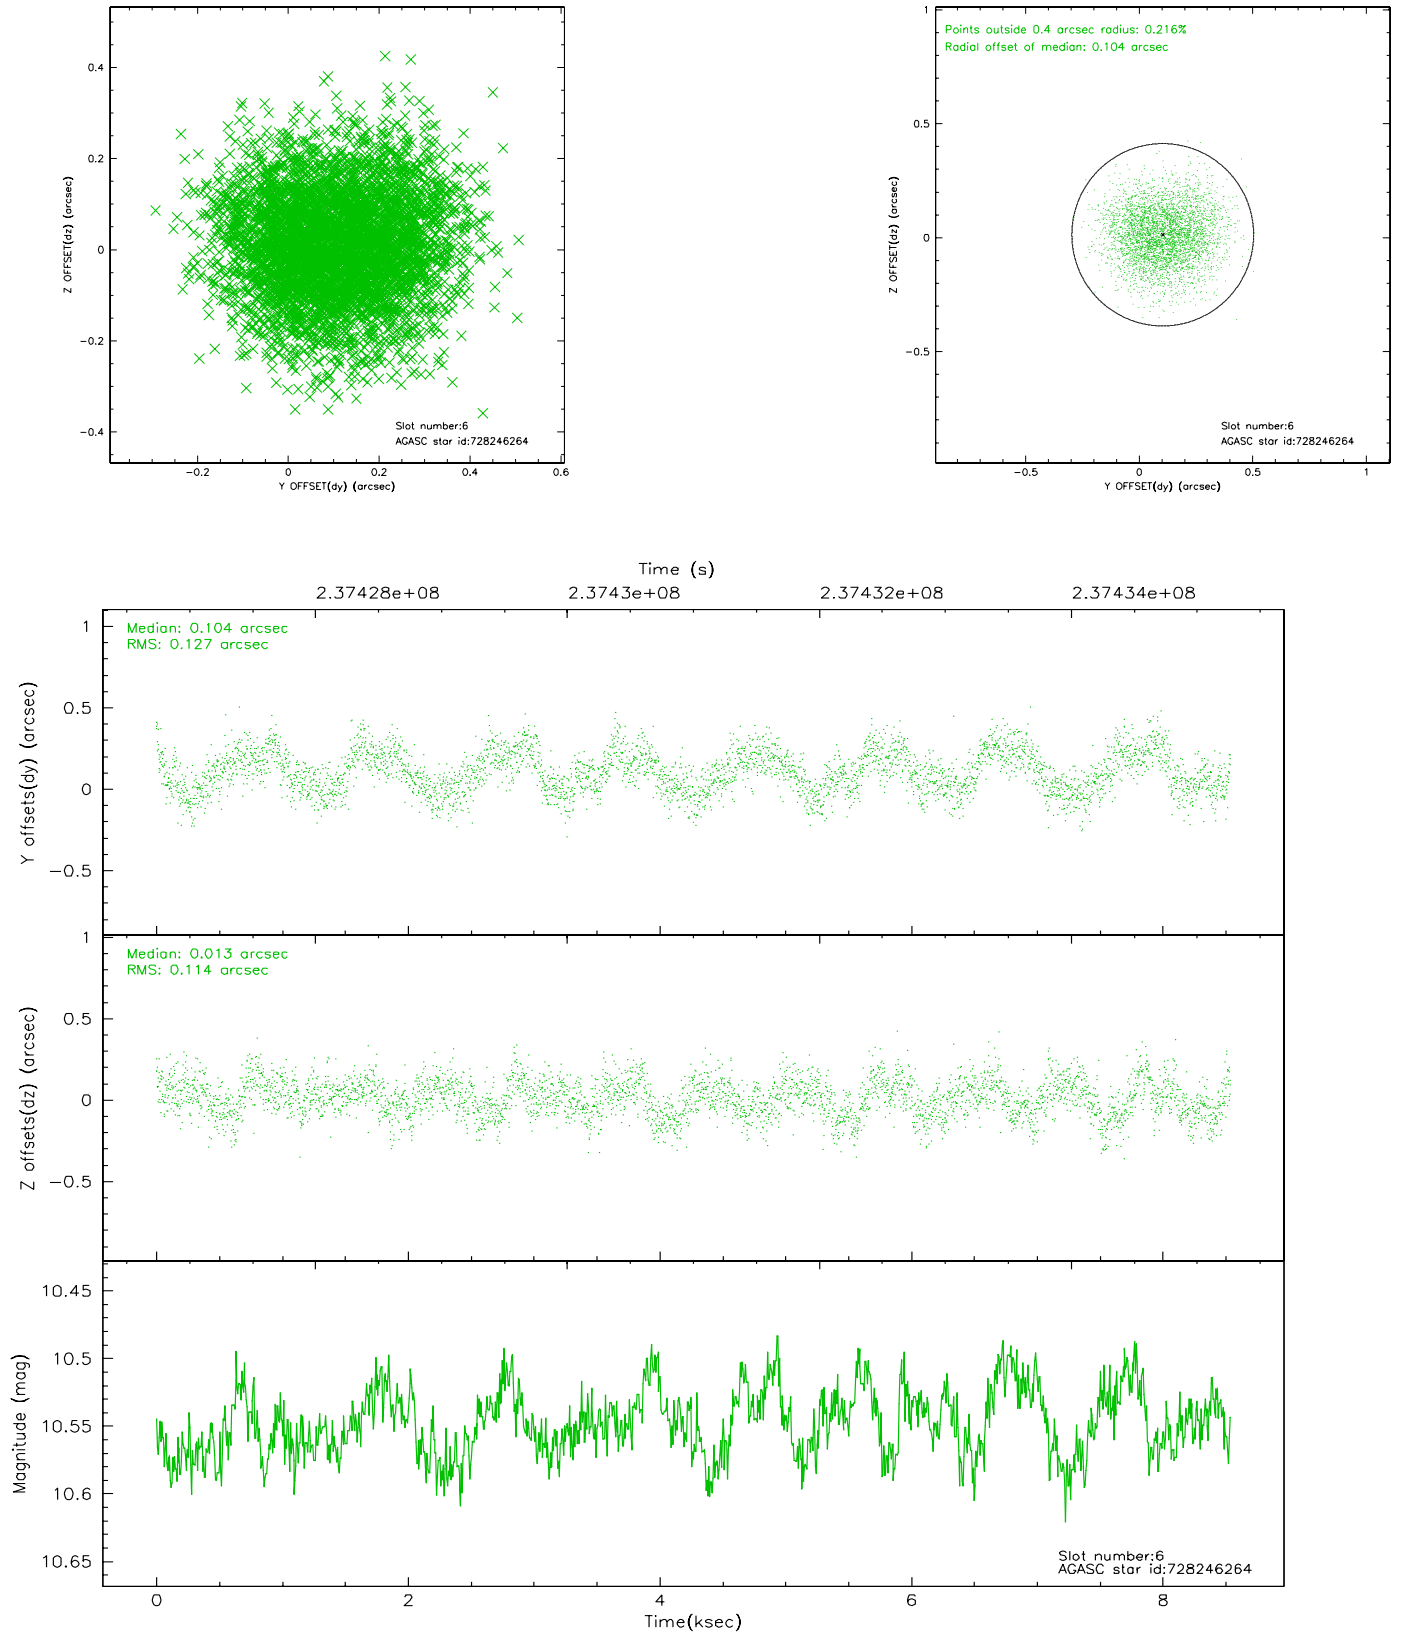 0.4
0.2
0
−0.2
−0.4
Z OFFSET(dz) (arcsec)
Slot number:6
AGASC star id:728246264
−0.2 0 0.2 0.4 0.6
Y OFFSET(dy) (arcsec)
Points outside 0.4 arcsec radius: 0.216%
Radial offset of median: 0.104 arcsec
1
0.5
0
−0.5
Z OFFSET(dz) (arcsec)
Slot number:6
AGASC star id:728246264
−0.5 0 0.5 1
Y OFFSET(dy) (arcsec)
Time (s)
2.37428e+08 2.3743e+08 2.37432e+08 2.37434e+08
Median: 0.104 arcsec
RMS: 0.127 arcsec
1
0.5
0
−0.5
Y offsets(dy) (arcsec)
Median: 0.013 arcsec
RMS: 0.114 arcsec
1
0.5
0
−0.5
Z offsets(dz) (arcsec)
10.45
10.5
10.55
10.6
10.65
Magnitude (mag)
Slot number:6
AGASC star id:728246264
0 2 4 6 8
Time(ksec)